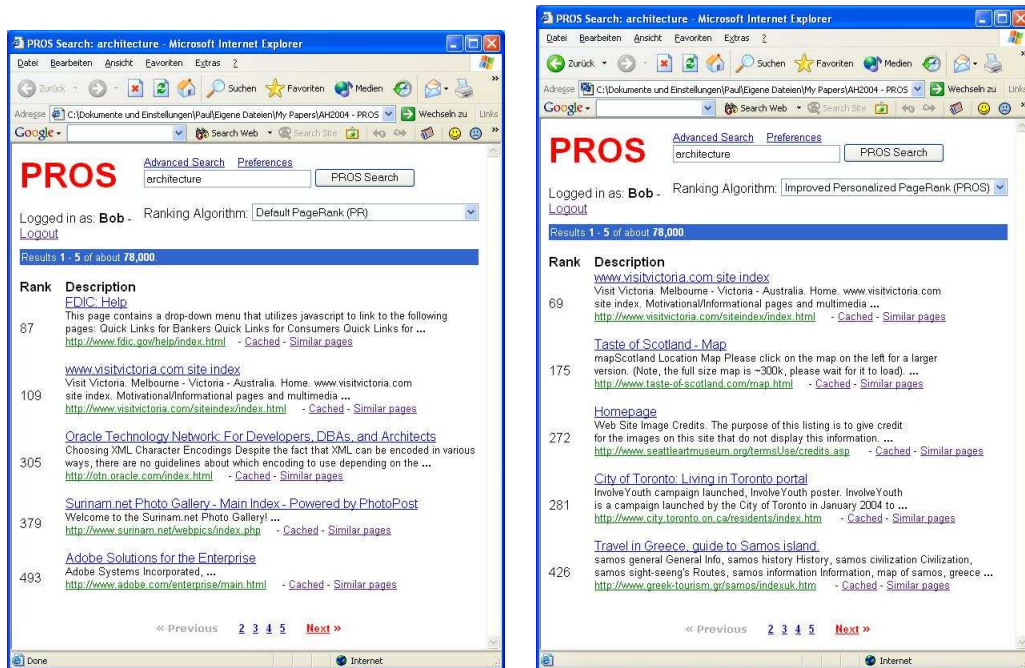 PROS Search: architecture - Microsoft Internet Explorer
Datei Bearbeiten Ansicht Favoriten Extras ?
Zurück Suchen Favoriten Medien
Adresse C:\Dokumente und Einstellungen\Paul\Eigene Dateien\My Papers\AH2004 - PROS Wechseln zu Links
Google Search Web Search Site
PROS
Advanced Search Preferences
architecture PROS Search
Logged in as: Bob -
Logout
Ranking Algorithm: Default PageRank (PR)
Results 1 - 5 of about 78,000.
Rank Description
FDIC: Help
87
This page contains a drop-down menu that utilizes javascript to link to the following
pages: Quick Links for Bankers Quick Links for Consumers Quick Links for ...
http://www.fdic.gov/help/index.html - Cached - Similar pages
www.visitvictoria.com site index
109
Visit Victoria. Melbourne - Victoria - Australia. Home. www.visitvictoria.com
site index. Motivational/Informational pages and multimedia ...
http://www.visitvictoria.com/siteindex/index.html - Cached - Similar pages
Oracle Technology Network: For Developers, DBAs, and Architects
305
Choosing XML Character Encodings Despite the fact that XML can be encoded in various
ways, there are no guidelines about which encoding to use depending on the ...
http://otn.oracle.com/index.html - Cached - Similar pages
Surinam.net Photo Gallery - Main Index - Powered by PhotoPost
379
Welcome to the Surinam.net Photo Gallery! ...
http://www.surinam.net/webpics/index.php - Cached - Similar pages
Adobe Solutions for the Enterprise
493
Adobe Systems Incorporated, ...
http://www.adobe.com/enterprise/main.html - Cached - Similar pages
<< Previous 2 3 4 5 Next >>
Done Internet
PROS Search: architecture - Microsoft Internet Explorer
Datei Bearbeiten Ansicht Favoriten Extras ?
Zurück Suchen Favoriten Medien
Adresse C:\Dokumente und Einstellungen\Paul\Eigene Dateien\My Papers\AH2004 - PROS Wechseln zu Links
Google Search Web Search Site
PROS
Advanced Search Preferences
architecture PROS Search
Logged in as: Bob -
Logout
Ranking Algorithm: Improved Personalized PageRank (PROS)
Results 1 - 5 of about 78,000.
Rank Description
www.visitvictoria.com site index
69
Visit Victoria. Melbourne - Victoria - Australia. Home. www.visitvictoria.com
site index. Motivational/Informational pages and multimedia ...
http://www.visitvictoria.com/siteindex/index.html - Cached - Similar pages
Taste of Scotland - Map
175
mapScotland Location Map Please click on the map on the left for a larger
version. (Note, the full size map is ~300k, please wait for it to load). ...
http://www.taste-of-scotland.com/map.html - Cached - Similar pages
Homepage
272
Web Site Image Credits. The purpose of this listing is to give credit
for the images on this site that do not display this information. ...
http://www.seattleartmuseum.org/termsUse/credits.asp - Cached - Similar pages
City of Toronto: Living in Toronto portal
281
InvolveYouth campaign launched, InvolveYouth poster. InvolveYouth
is a campaign launched by the City of Toronto in January 2004 to ...
http://www.city.toronto.on.ca/residents/index.htm - Cached - Similar pages
Travel in Greece, guide to Samos island.
426
samos general General Info, samos history History, samos civilization Civilization,
samos sight-seeng's Routes, samos information Information, map of samos, greece ...
http://www.greek-tourism.gr/samos/indexuk.htm - Cached - Similar pages
<< Previous 2 3 4 5 Next >>
Internet